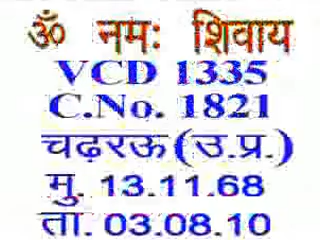 ॐ नमः शिवाय
VCD 1335
C.No. 1821
चढ़रऊ(उ.प्र.)
मु. 13.11.68
ता. 03.08.10